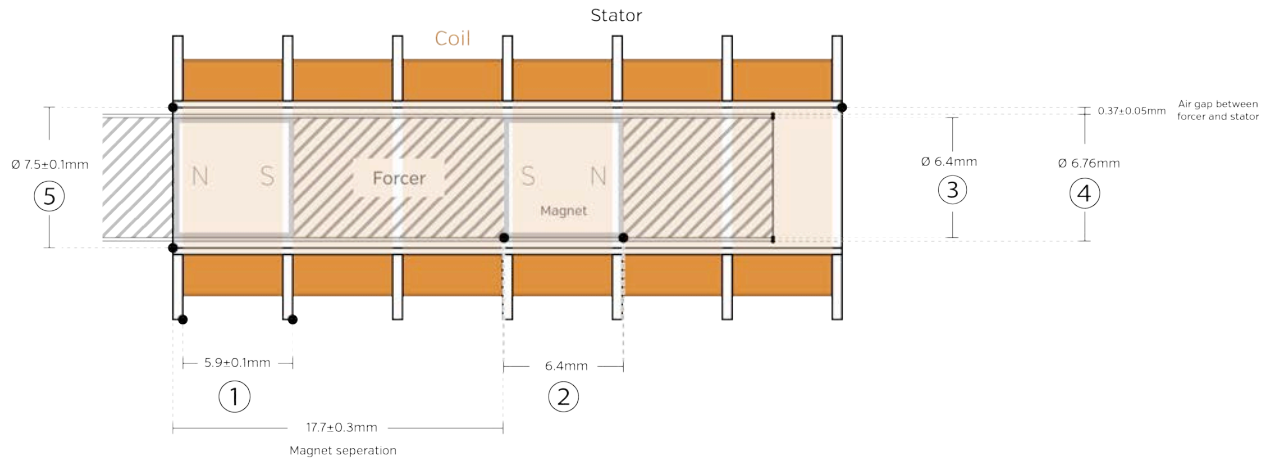 Stator
Coil
0.37±0.05mm
Air gap between
forcer and stator
Ø 7.5±0.1mm
5
N S
Forcer
S N
Magnet
Ø 6.4mm
3
Ø 6.76mm
4
5.9±0.1mm
1
6.4mm
2
17.7±0.3mm
Magnet seperation